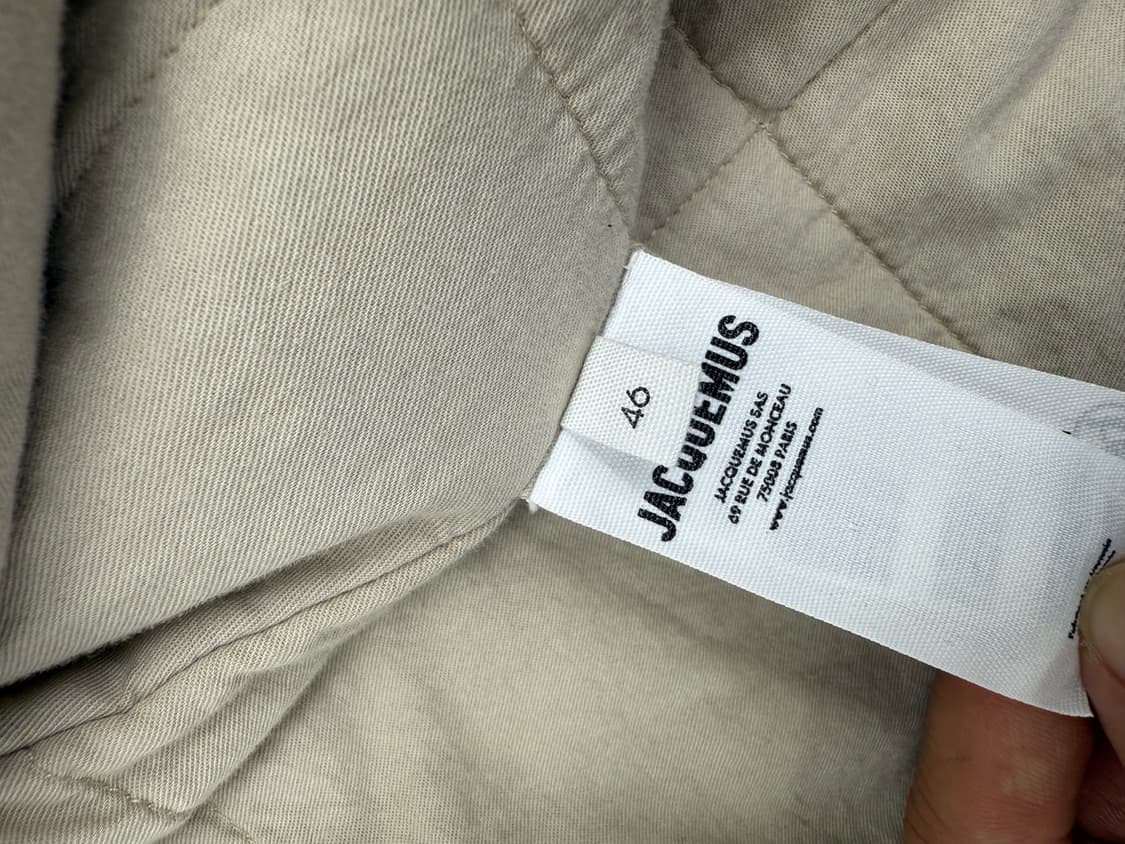 46
JACQUEMUS
JACQUEMUS SAS
69 RUE DE MONCEAU
75008 PARIS
www.jacquemus.com